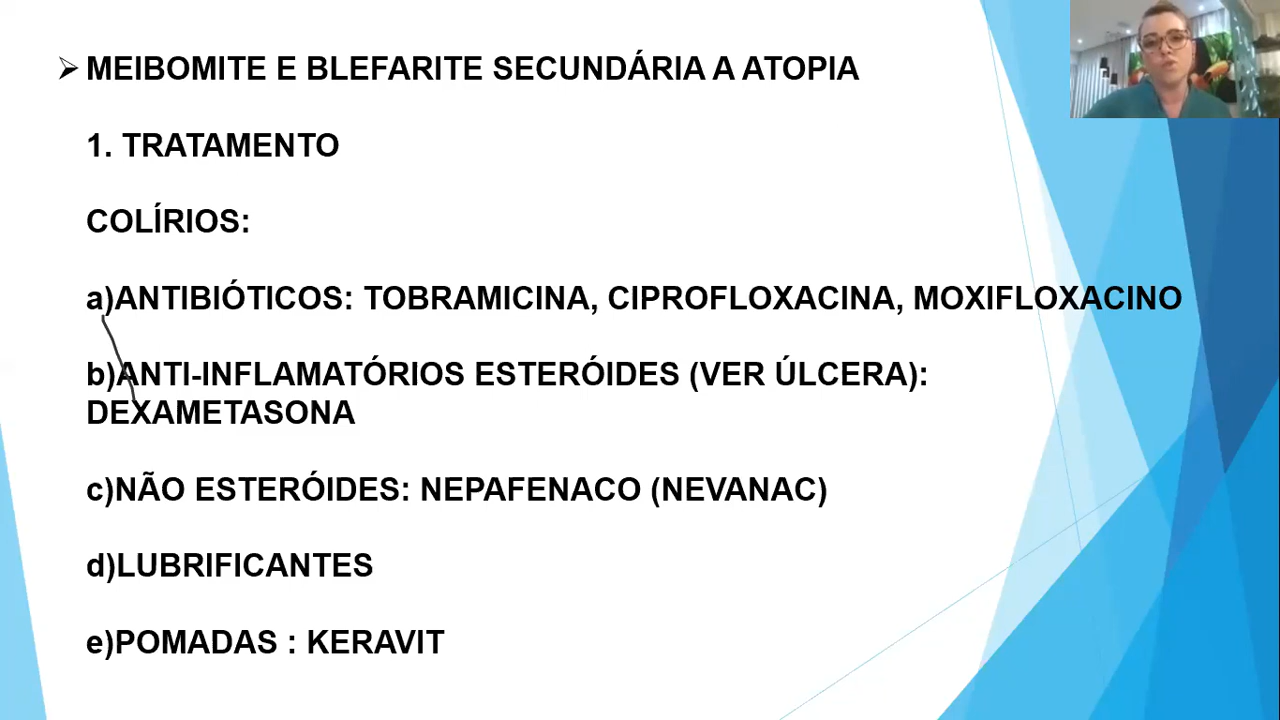 MEIBOMITE E BLEFARITE SECUNDÁRIA A ATOPIA
1. TRATAMENTO
COLÍRIOS:
a)ANTIBIÓTICOS: TOBRAMICINA, CIPROFLOXACINA, MOXIFLOXACINO
b)ANTI-INFLAMATÓRIOS ESTERÓIDES (VER ÚLCERA):
DEXAMETASONA
c)NÃO ESTERÓIDES: NEPAFENACO (NEVANAC)
d)LUBRIFICANTES
e)POMADAS : KERAVIT